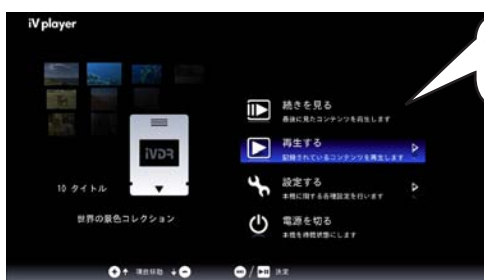 iV player
続きを見る
最後に見たコンテンツを再生します
再生する
記録されているコンテンツを再生します
iVDR
設定する
本機に関する各種設定を行います
10 タイトル
世界の景色コレクション
電源を切る
本機を待機状態にします
項目移動
決定